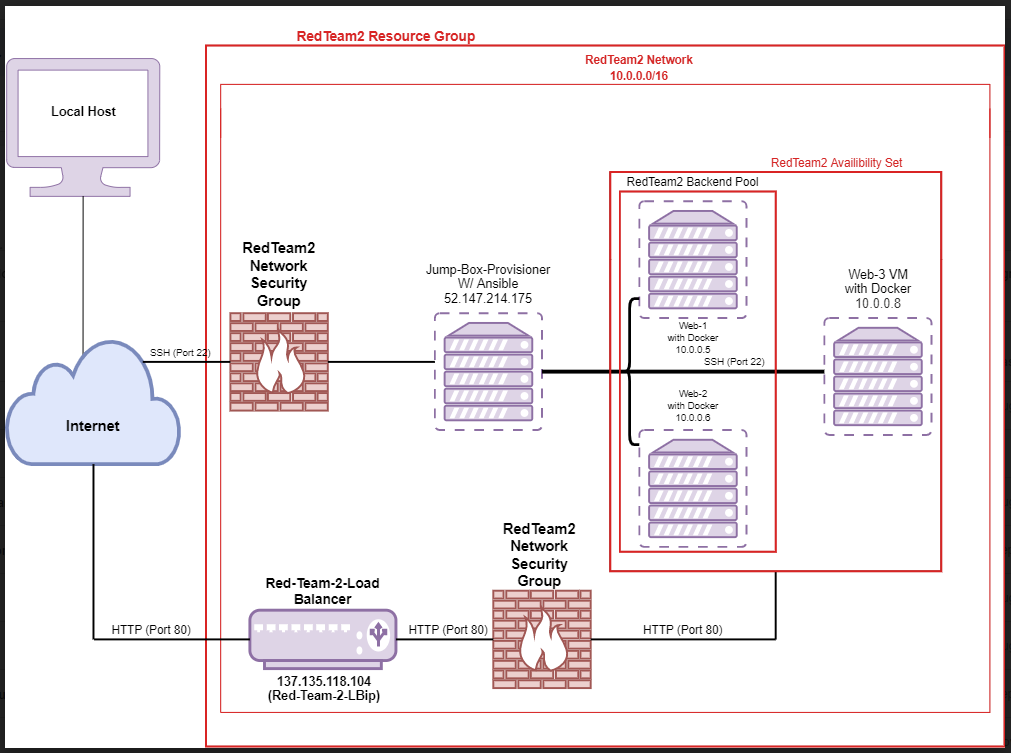 RedTeam2 Resource Group
RedTeam2 Network
10.0.0.0/16
Local Host
RedTeam2 Availibility Set
RedTeam2 Backend Pool
RedTeam2
Network
Security
Group
Jump-Box-Provisioner
W/ Ansible
52.147.214.175
Web-3 VM
with Docker
10.0.0.8
Web-1
with Docker
10.0.0.5
SSH (Port 22)
SSH (Port 22)
Web-2
with Docker
10.0.0.6
Internet
RedTeam2
Network
Security
Group
Red-Team-2-Load
Balancer
HTTP (Port 80)
HTTP (Port 80)
HTTP (Port 80)
137.135.118.104
(Red-Team-2-LBip)